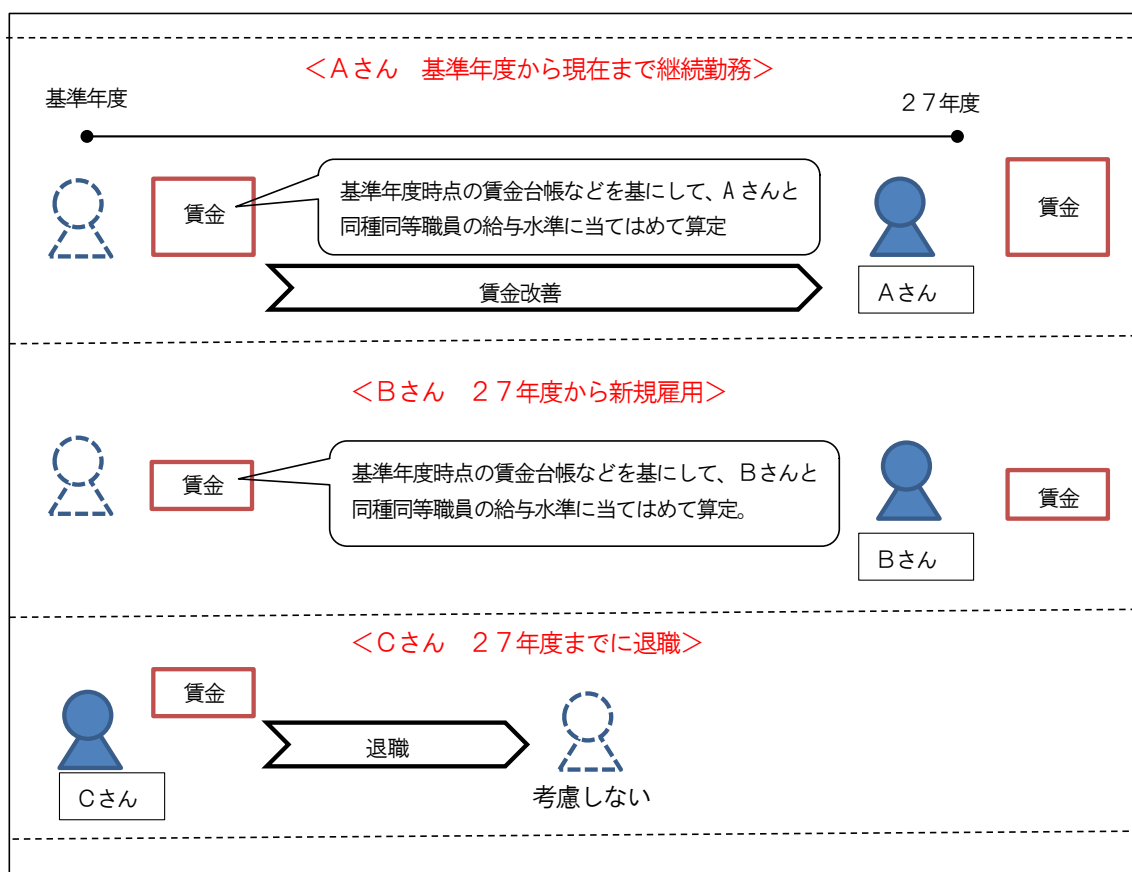 ＜Ａさん　基準年度から現在まで継続勤務＞
基準年度
２７年度
賃金
基準年度時点の賃金台帳などを基にして、Ａさんと
同種同等職員の給与水準に当てはめて算定
賃金
賃金改善
Ａさん
＜Ｂさん　２７年度から新規雇用＞
賃金
基準年度時点の賃金台帳などを基にして、Ｂさんと
同種同等職員の給与水準に当てはめて算定。
賃金
Ｂさん
＜Ｃさん　２７年度までに退職＞
賃金
退職
Ｃさん
考慮しない